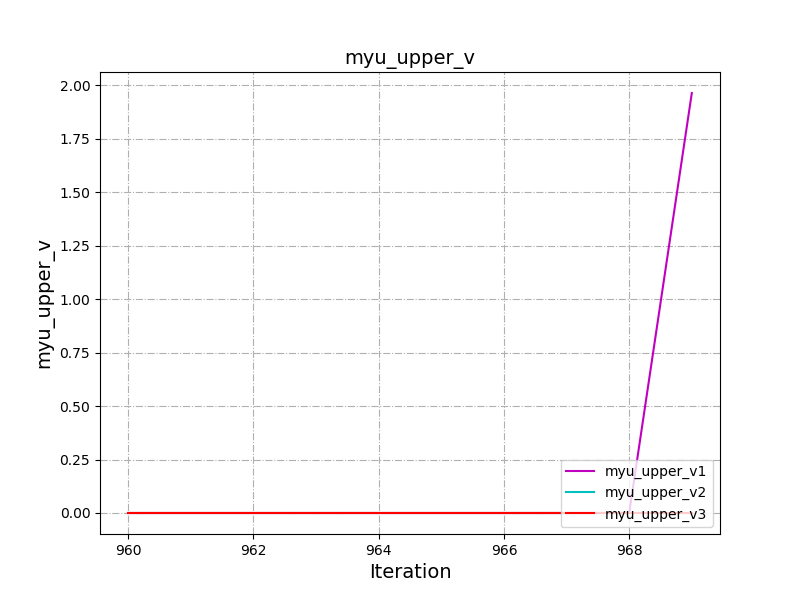 myu_upper_v
2.00
1.75
1.50
1.25
1.00
0.75
0.50
0.25
0.00
myu_upper_v
myu_upper_v1
myu_upper_v2
myu_upper_v3
960
962
964
966
968
Iteration